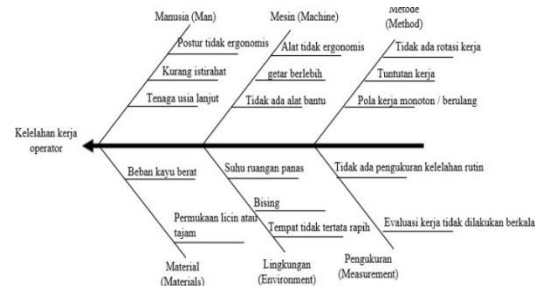 Manusia (Man)
Mesin (Machine)
Metode
(Method)
Postur tidak ergonomis
Alat tidak ergonomis
Tidak ada rotasi kerja
Kurang istirahat
getar berlebih
Tuntutan kerja
Tenaga usia lanjut
Tidak ada alat bantu
Pola kerja monoton / berulang
Kelelahan kerja
operator
Beban kayu berat
Suhu ruangan panas
Tidak ada pengukuran kelelahan rutin
Bising
Permukaan licin atau
tajam
Tempat tidak tertata rapih
Evaluasi kerja tidak dilakukan berkala
Material
(Materials)
Lingkungan
(Environment)
Pengukuran
(Measurement)